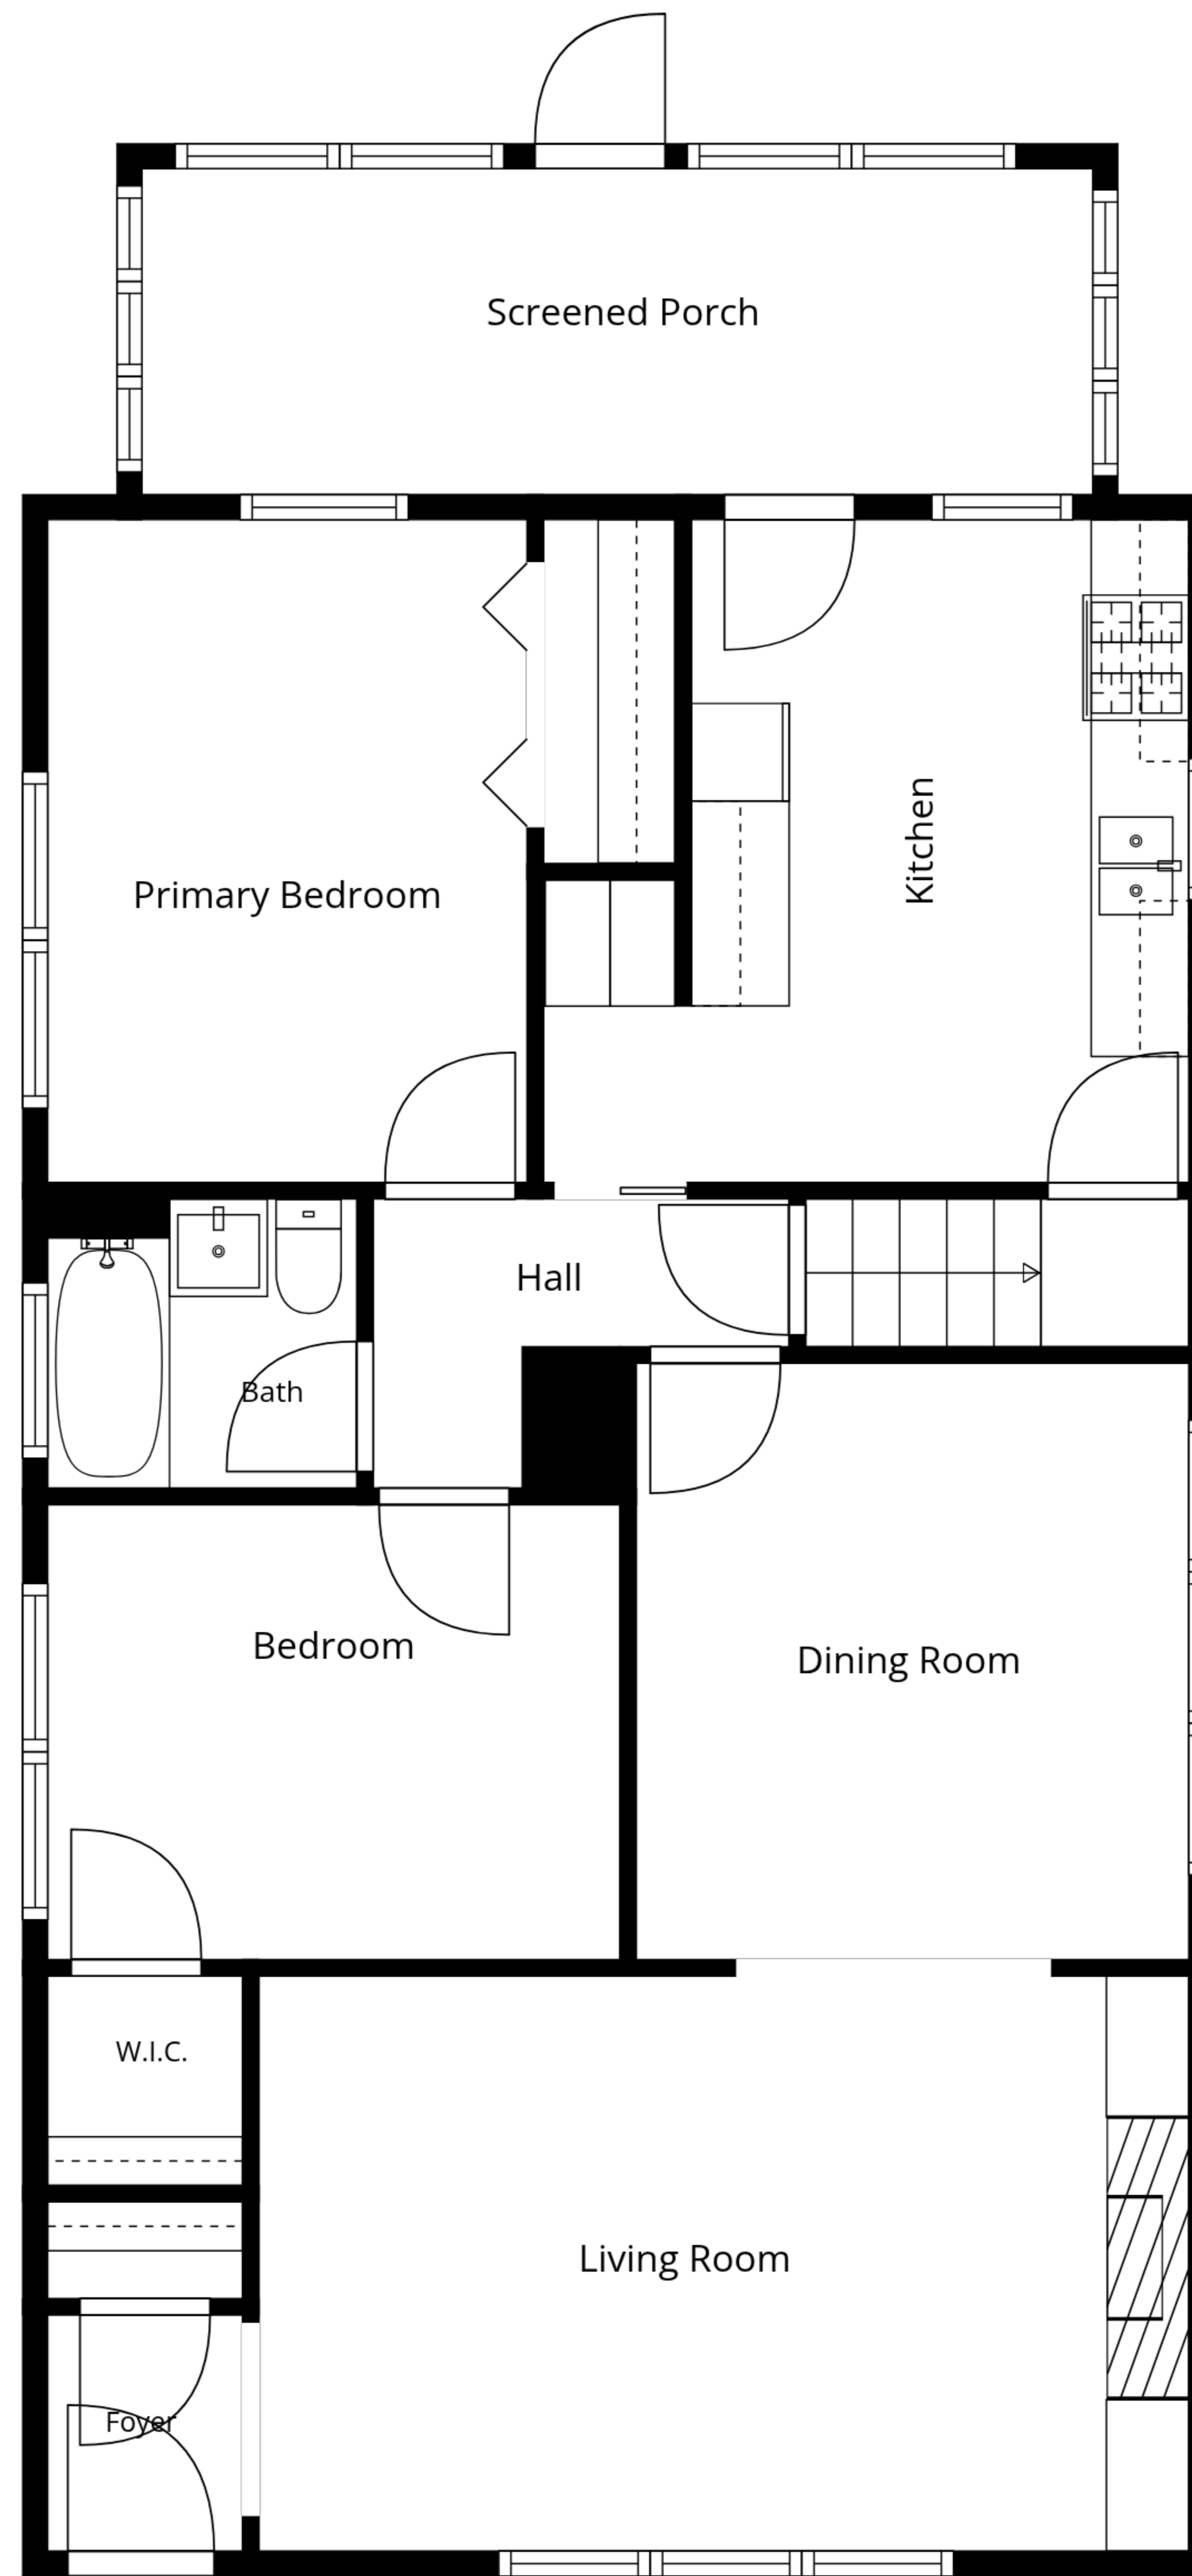 Screened Porch
Kitchen
Primary Bedroom
Hall
Bath
Bedroom
Dining Room
W.I.C.
Living Room
Foyer